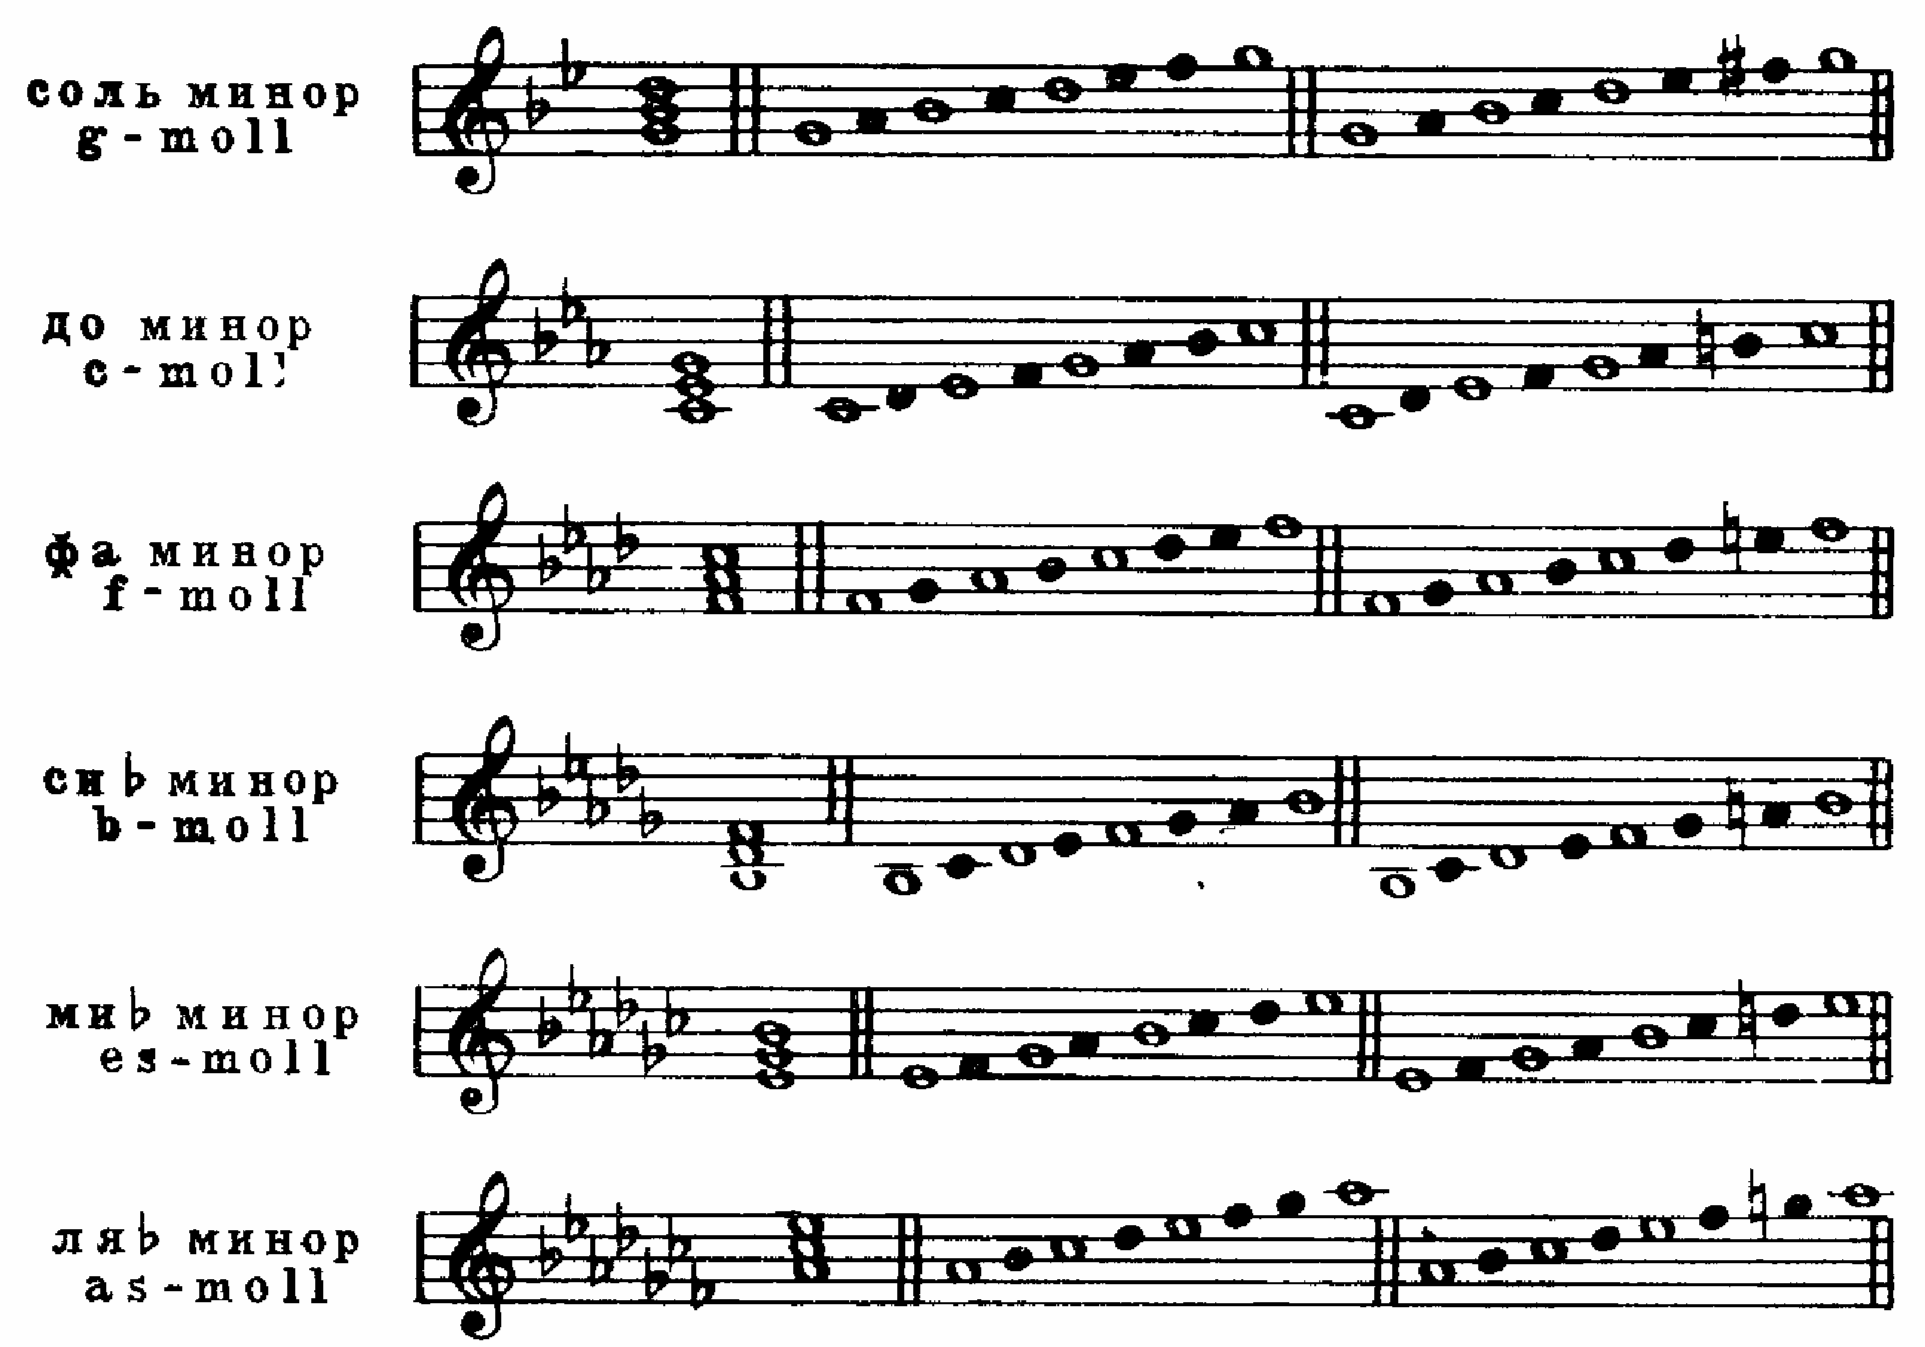 соль минор
g-moll
до минор
c-moll
фа минор
f-moll
си♭ минор
b-moll
ми♭ минор
es-moll
ля♭ минор
as-moll